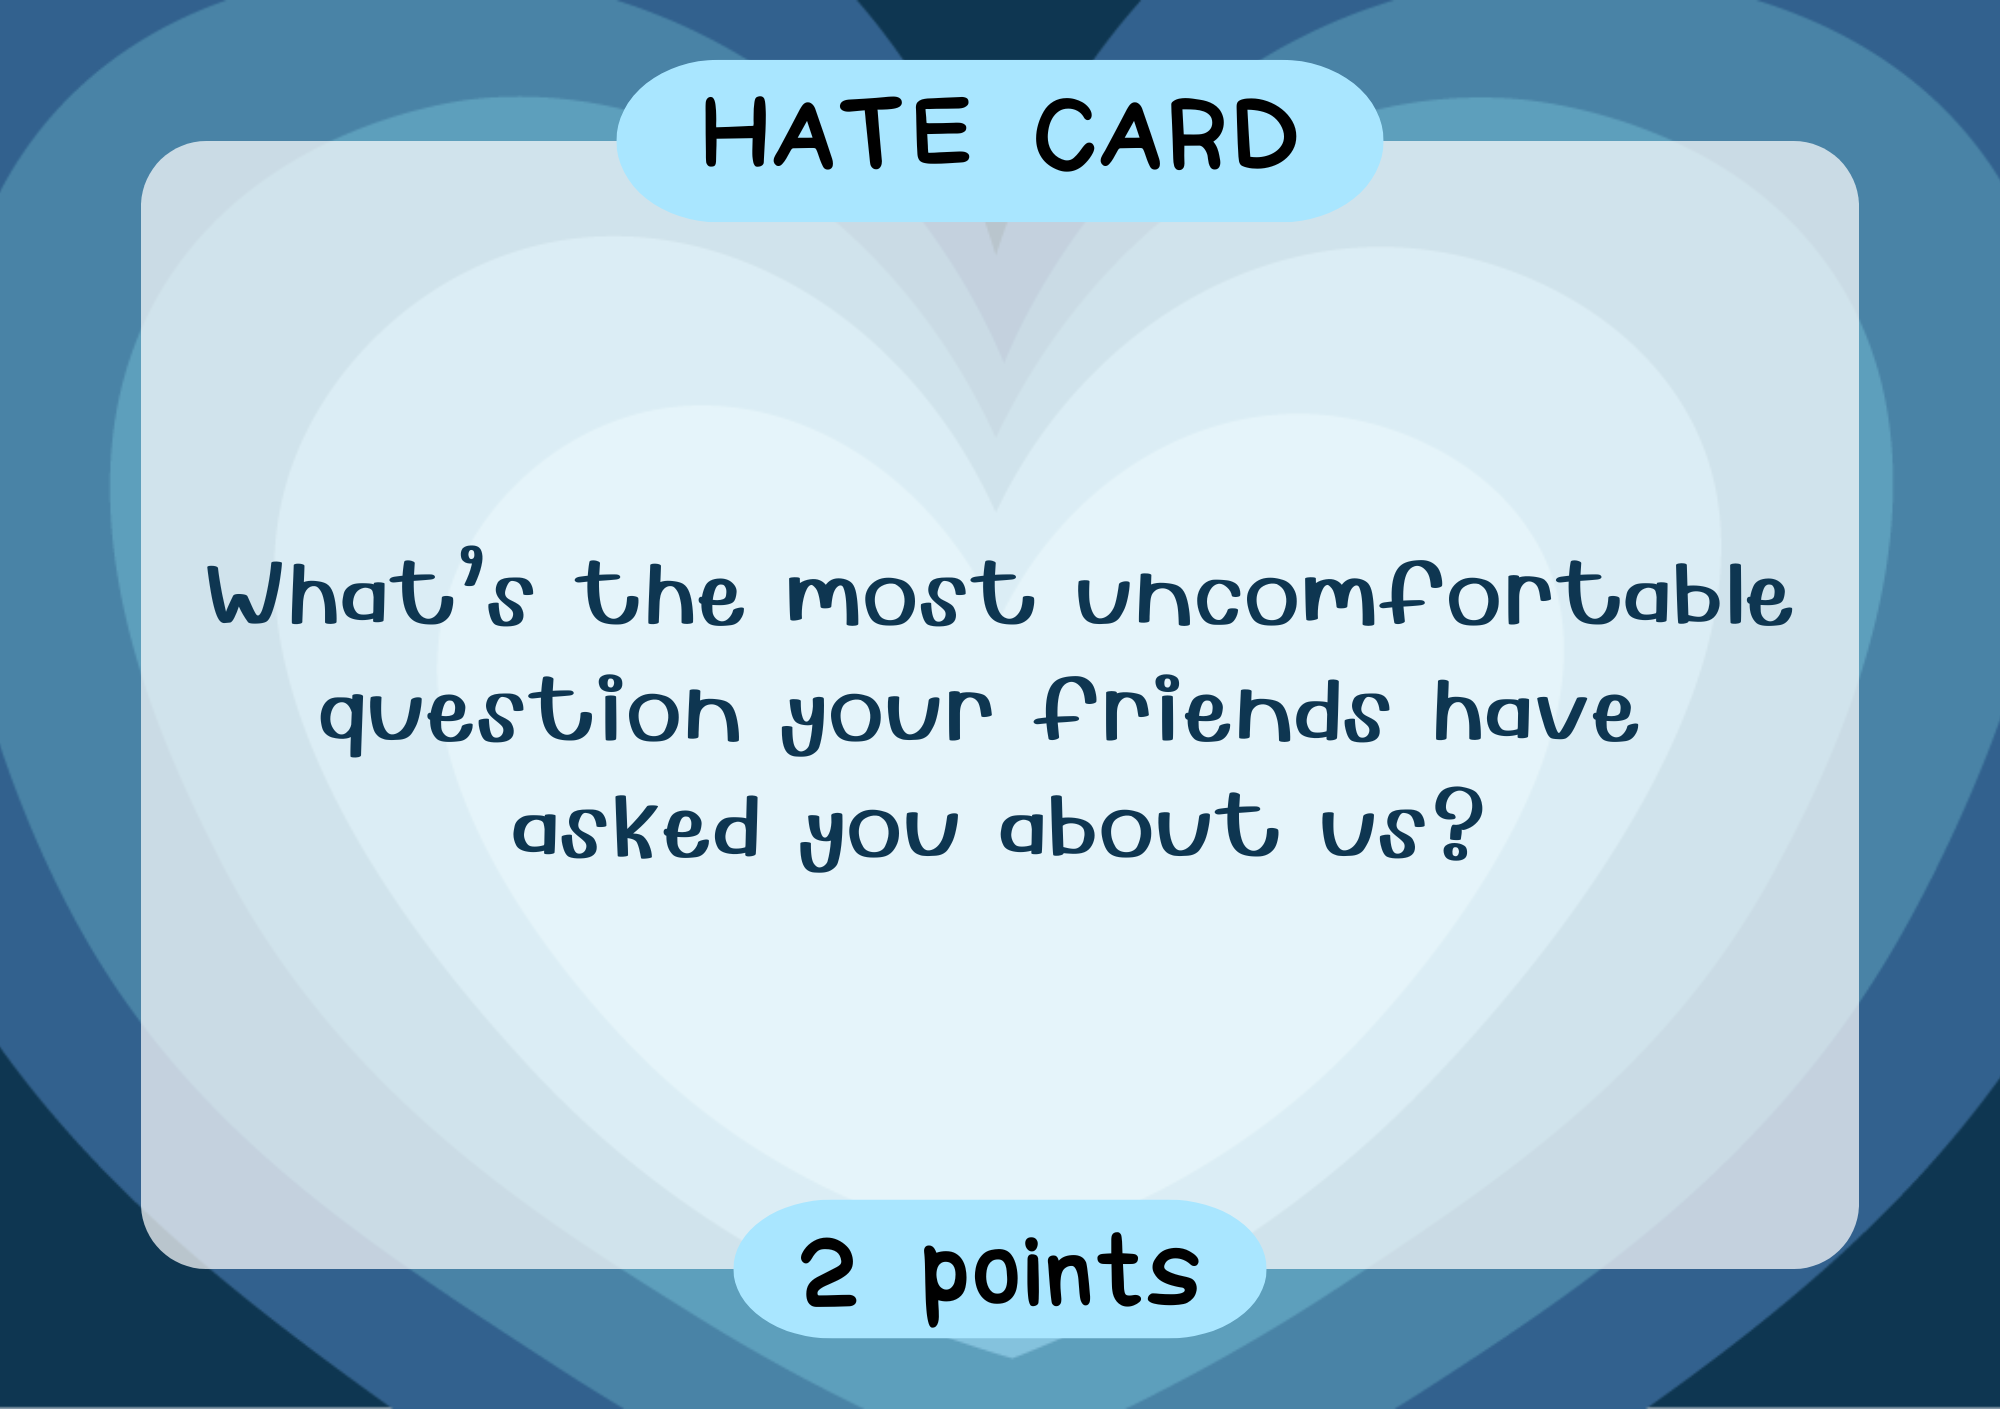 HATE CARD
What's the most uncomfortable
question your friends have
asked you about us?
2 points